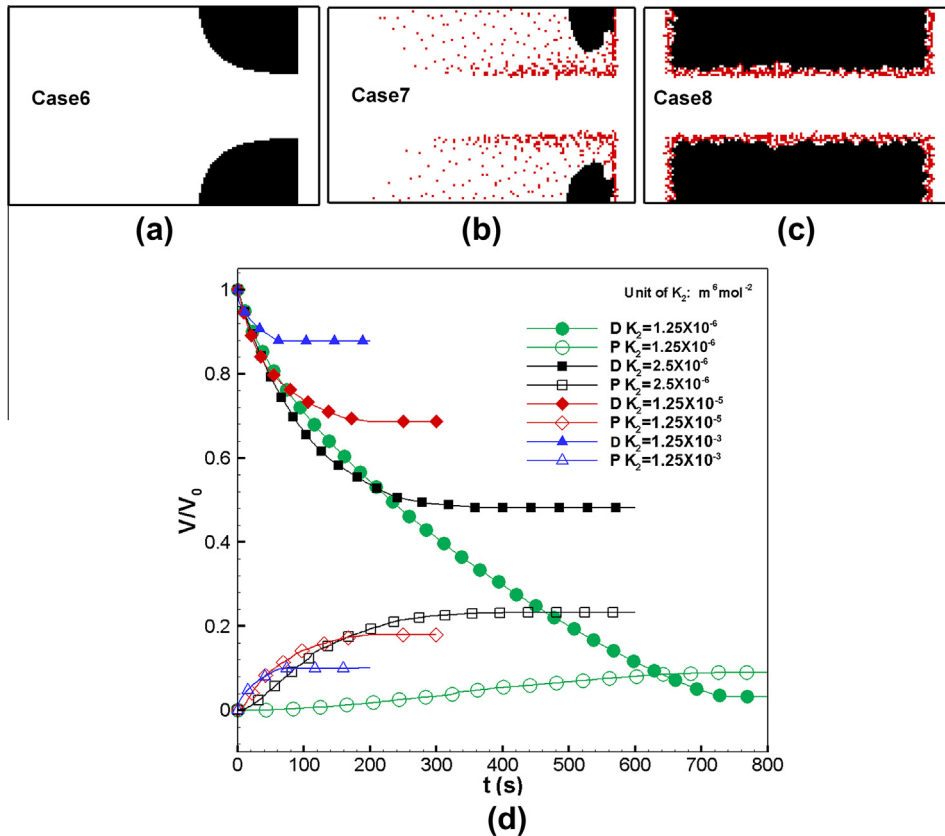 Case6
Case7
Case8
(a)
(b)
(c)
Unit of K₂: m⁶mol⁻²
D K₂=1.25X10⁻⁶
P K₂=1.25X10⁻⁶
D K₂=2.5X10⁻⁶
P K₂=2.5X10⁻⁶
D K₂=1.25X10⁻⁵
P K₂=1.25X10⁻⁵
D K₂=1.25X10⁻³
P K₂=1.25X10⁻³
1
0.8
0.6
0.4
0.2
0
V/V₀
0 100 200 300 400 500 600 700 800
t (s)
(d)